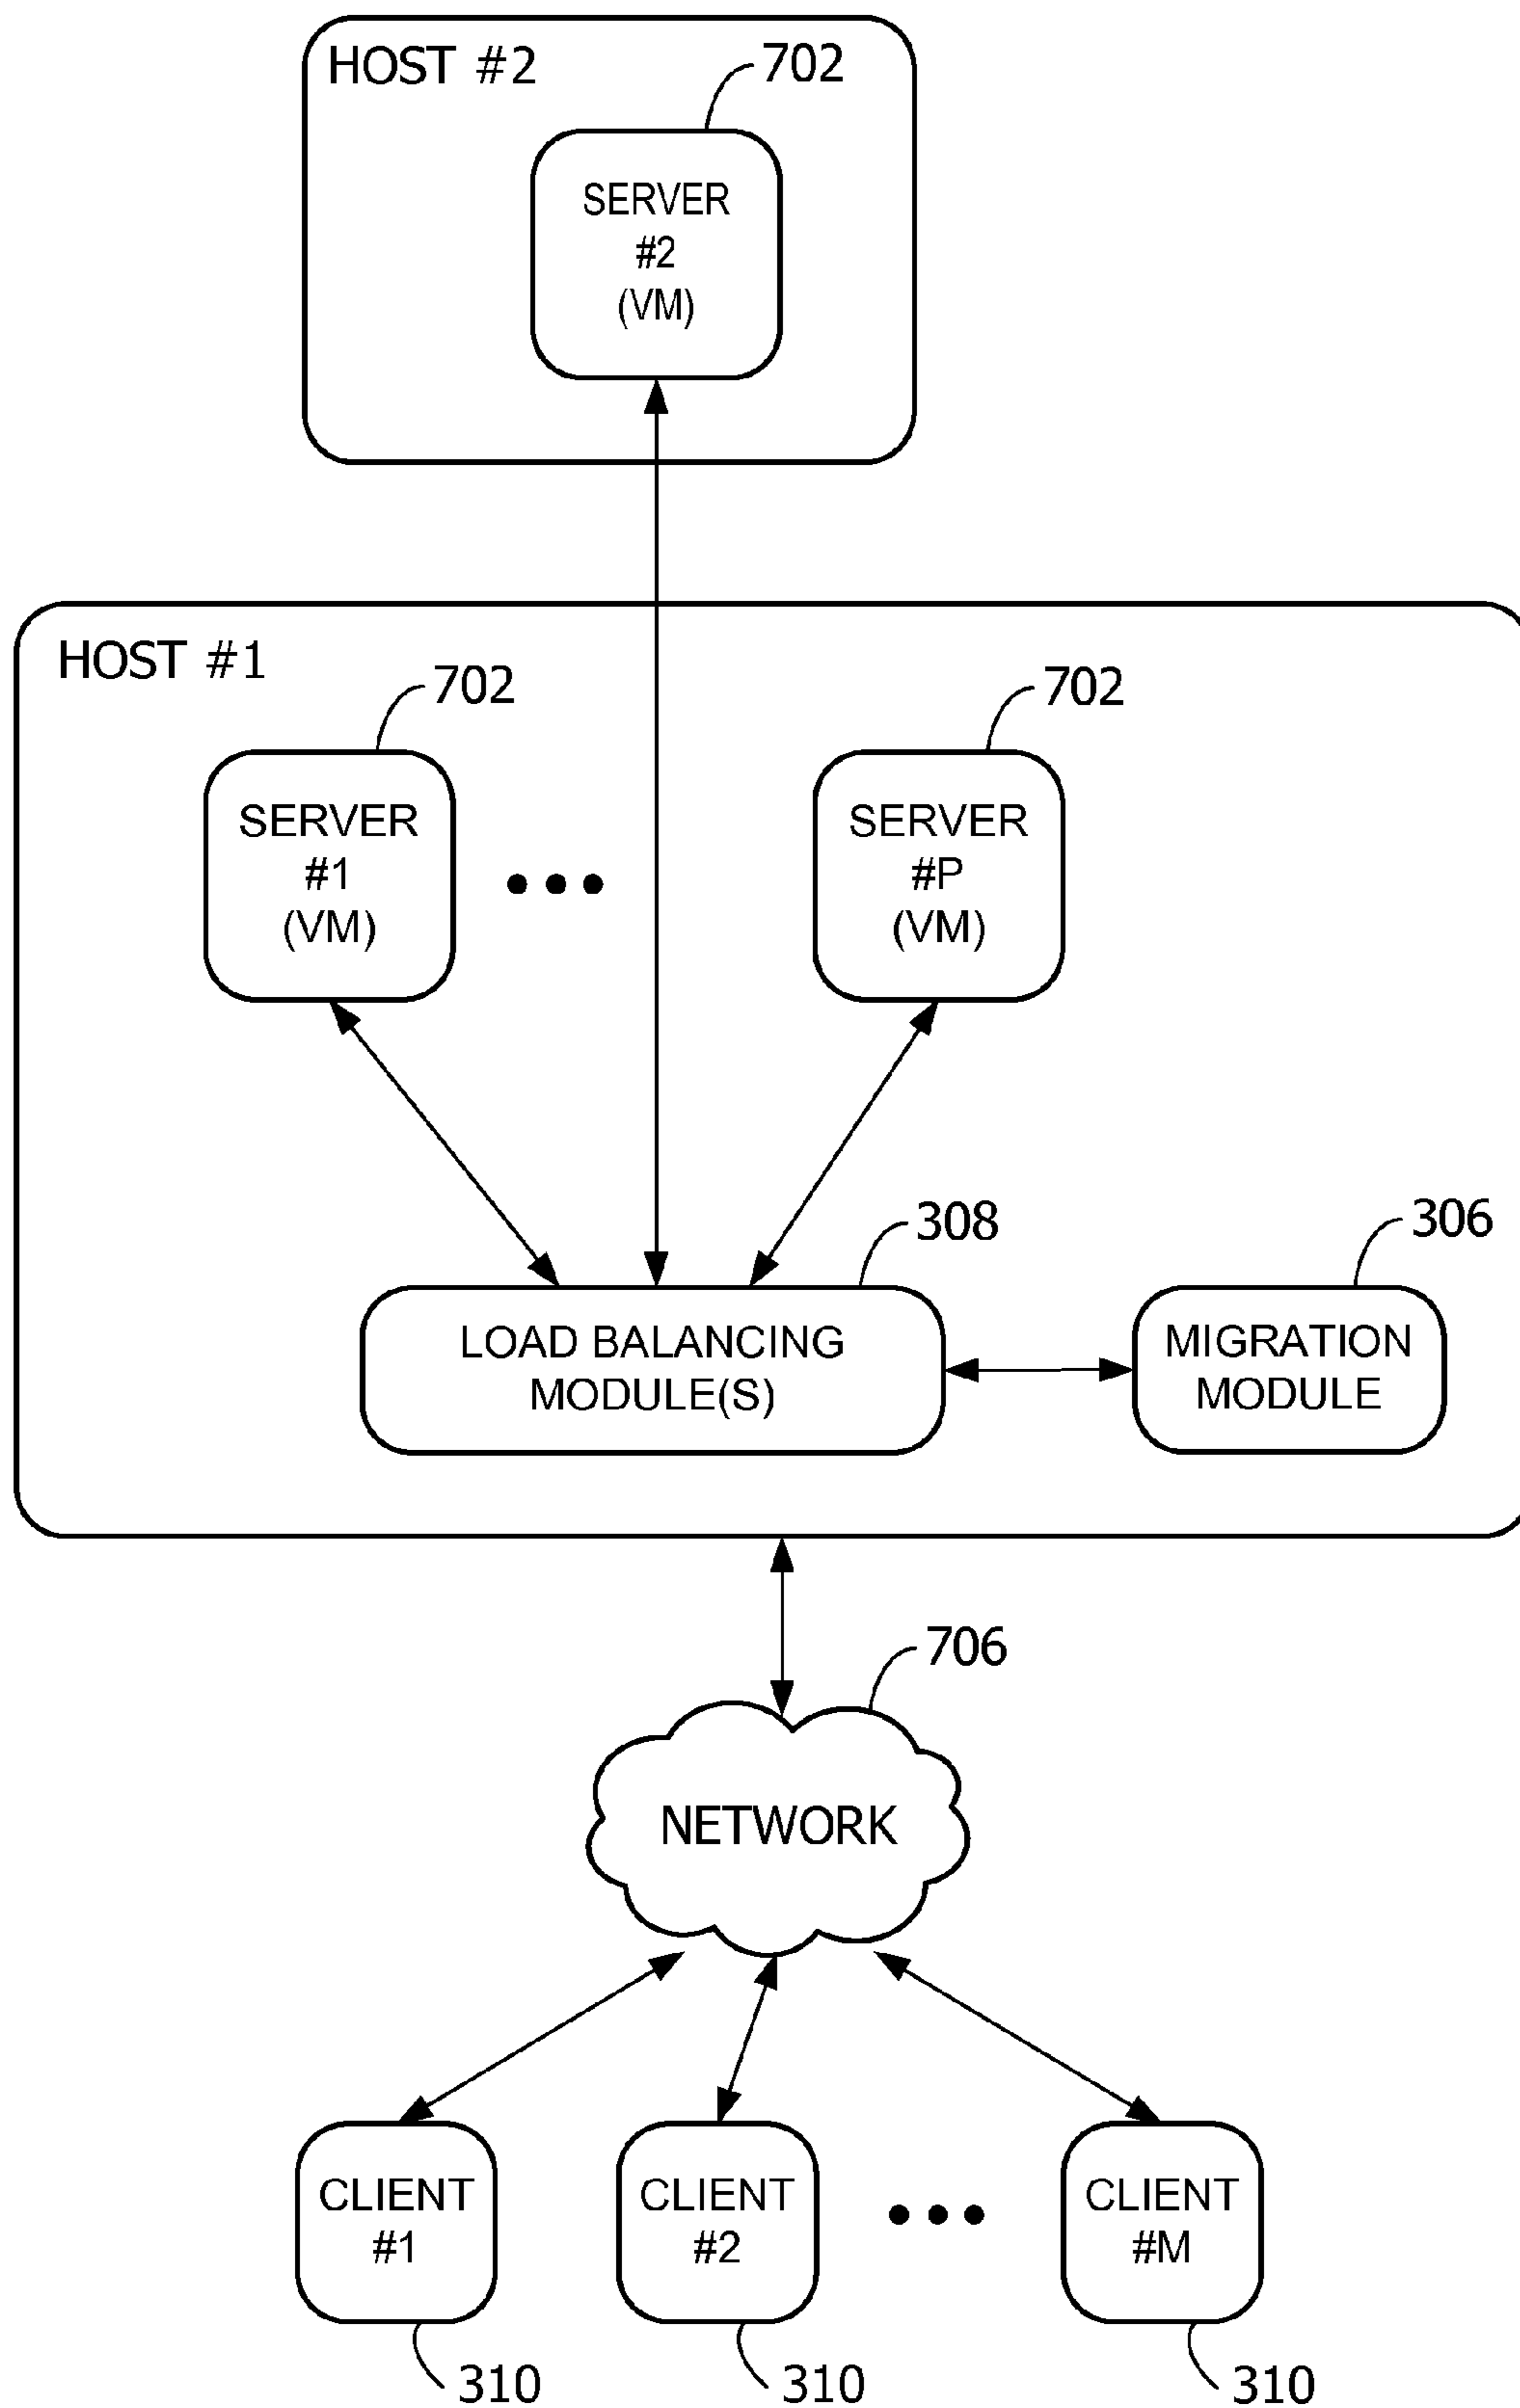 HOST #2
702
SERVER
#2
(VM)
HOST #1
702
702
SERVER
#1
(VM)
SERVER
#P
(VM)
308
306
LOAD BALANCING
MODULE(S)
MIGRATION
MODULE
706
NETWORK
CLIENT
#1
CLIENT
#2
CLIENT
#M
310
310
310